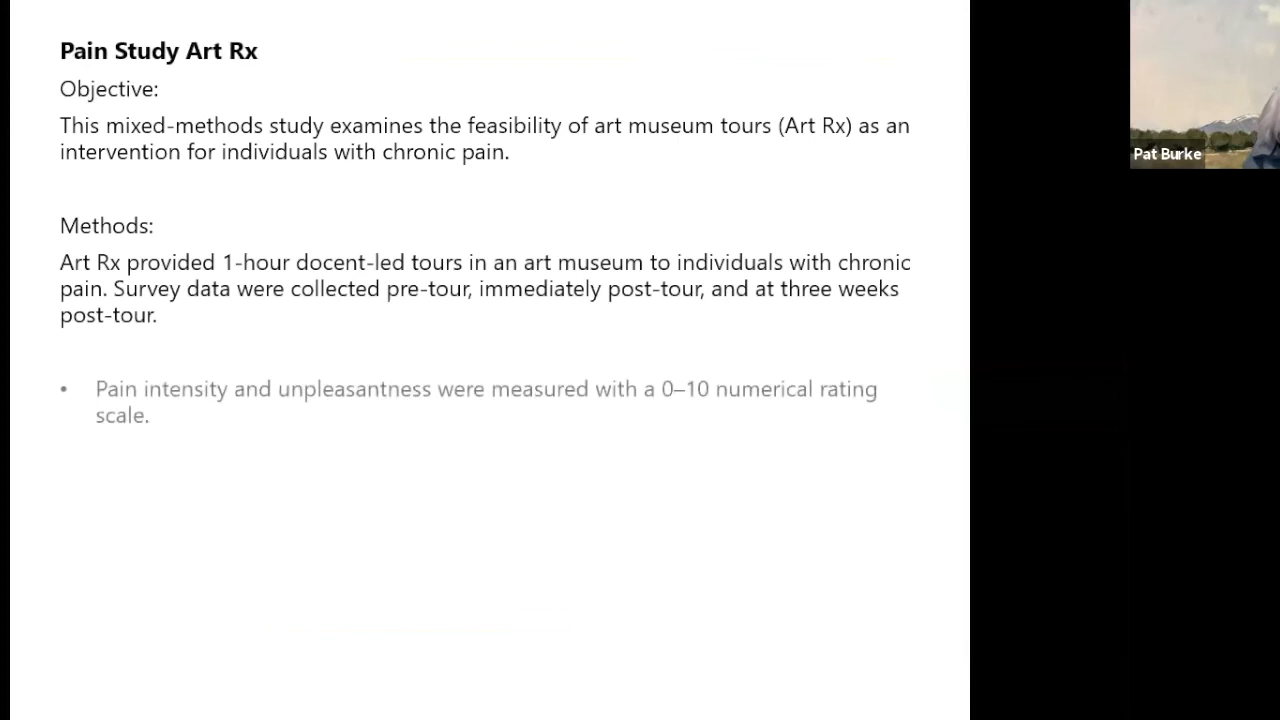 Pain Study Art Rx
Objective:
This mixed-methods study examines the feasibility of art museum tours (Art Rx) as an
intervention for individuals with chronic pain.
Methods:
Art Rx provided 1-hour docent-led tours in an art museum to individuals with chronic
pain. Survey data were collected pre-tour, immediately post-tour, and at three weeks
post-tour.
• Pain intensity and unpleasantness were measured with a 0–10 numerical rating
scale.
Pat Burke